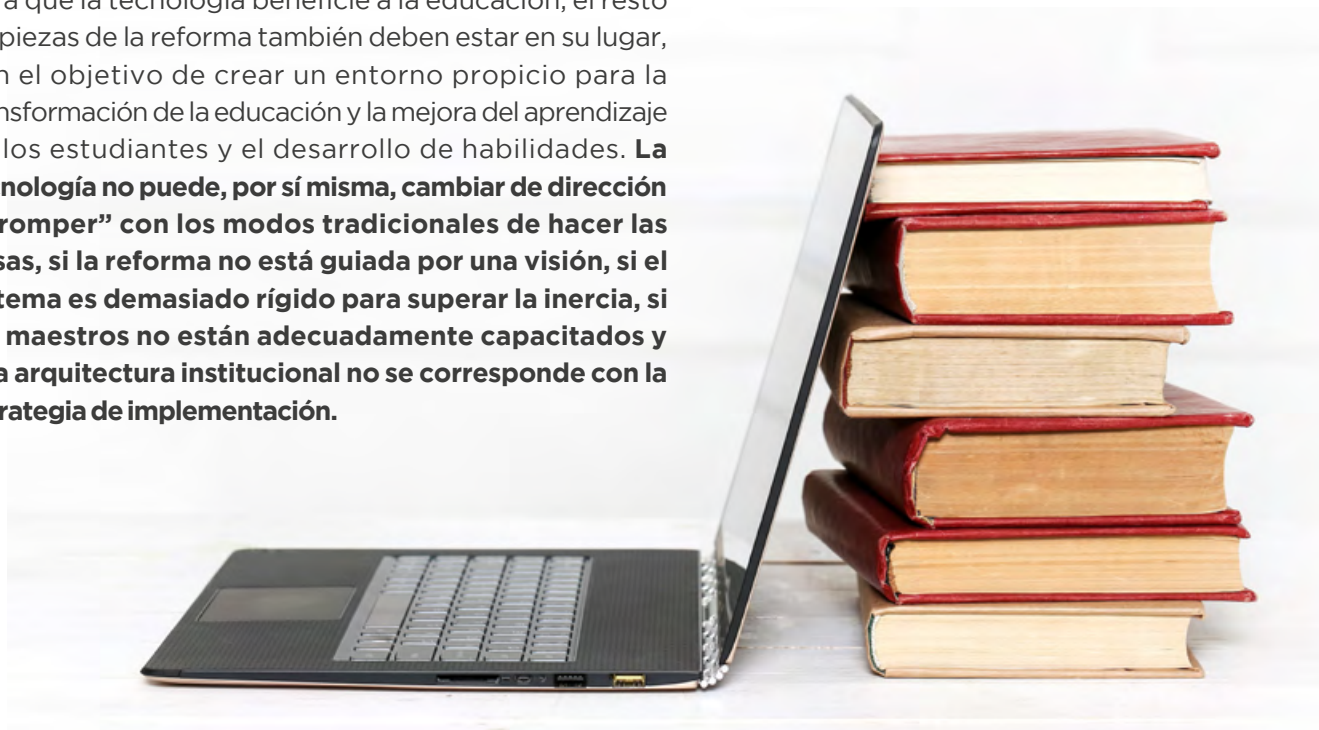 a que la tecnología beneficie a la educación, el resto
piezas de la reforma también deben estar en su lugar,
n el objetivo de crear un entorno propicio para la
nsformación de la educación y la mejora del aprendizaje
los estudiantes y el desarrollo de habilidades. La
nología no puede, por sí misma, cambiar de dirección
romper” con los modos tradicionales de hacer las
sas, si la reforma no está guiada por una visión, si el
tema es demasiado rígido para superar la inercia, si
maestros no están adecuadamente capacitados y
a arquitectura institucional no se corresponde con la
rategia de implementación.